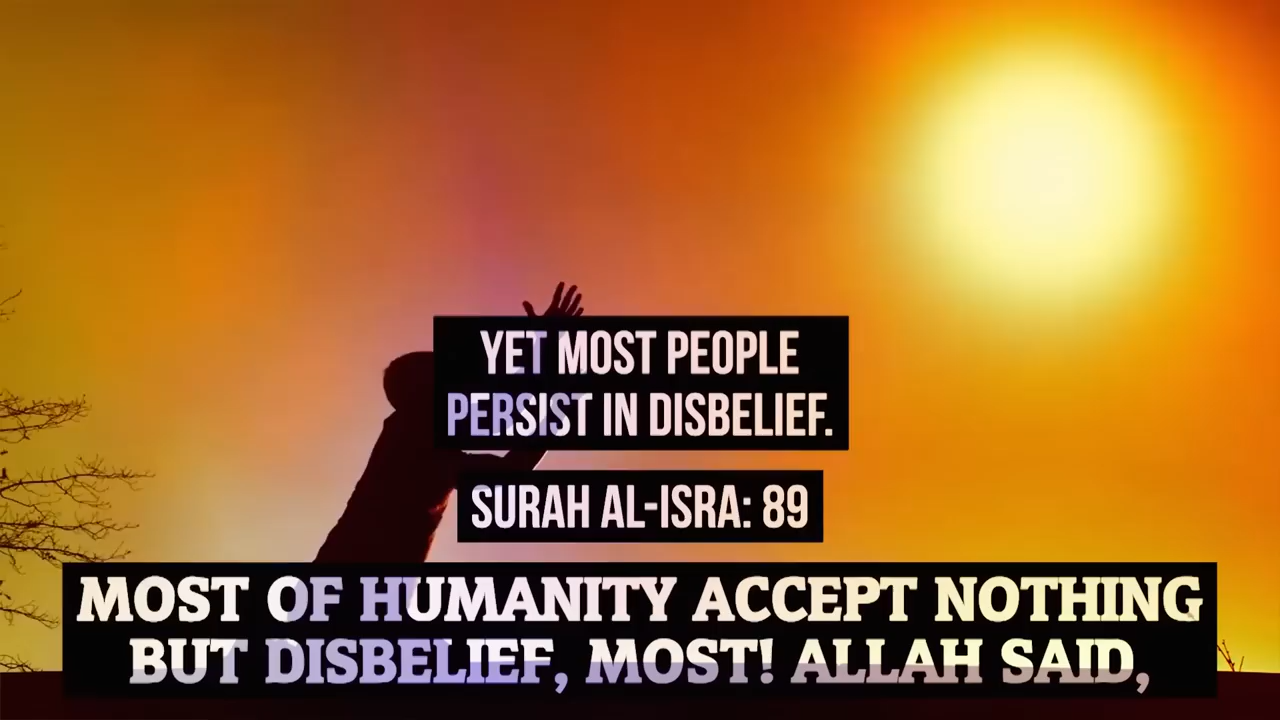 YET MOST PEOPLE
PERSIST IN DISBELIEF.
SURAH AL-ISRA: 89
MOST OF HUMANITY ACCEPT NOTHING
BUT DISBELIEF, MOST! ALLAH SAID,